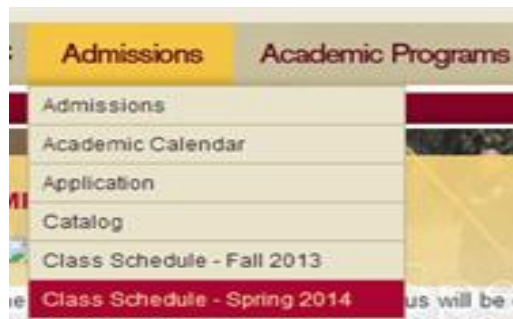 Admissions Academic Programs
Admissions
Academic Calendar
Application
Catalog
Class Schedule - Fall 2013
Class Schedule - Spring 2014 us will be